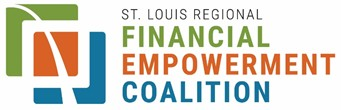 ST. LOUIS REGIONAL
FINANCIAL
EMPOWERMENT
COALITION